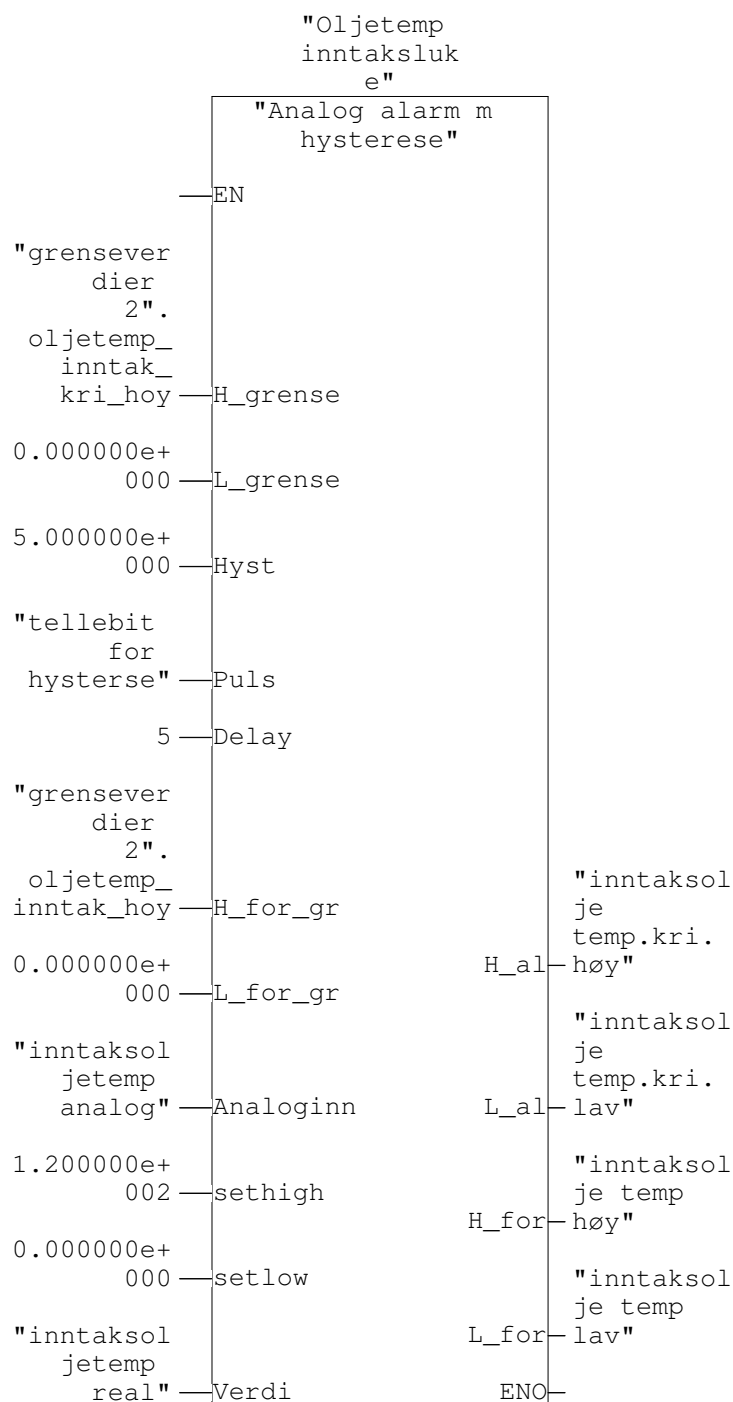 "Oljetemp
inntaksluk
e"
"Analog alarm m
hysterese"
EN
"grensever
dier
2".
oljetemp_
inntak_
kri_hoy
H_grense
0.000000e+
000
L_grense
5.000000e+
000
Hyst
"tellebit
for
hysterse"
Puls
5
Delay
"grensever
dier
2".
oljetemp_
inntak_hoy
H_for_gr
"inntaksol
je
temp.kri.
høy"
H_al
0.000000e+
000
L_for_gr
"inntaksol
jetemp
analog"
Analoginn
"inntaksol
je
temp.kri.
lav"
L_al
1.200000e+
002
sethigh
"inntaksol
je temp
høy"
H_for
0.000000e+
000
setlow
"inntaksol
je temp
lav"
L_for
"inntaksol
jetemp
real"
Verdi
ENO